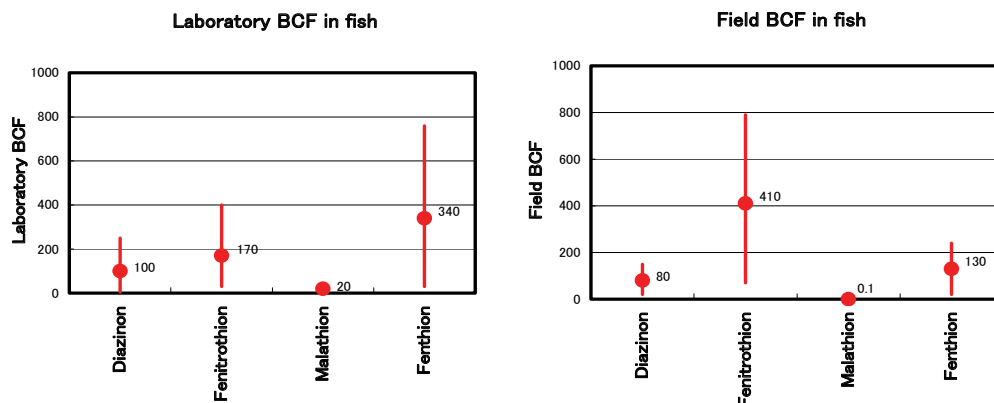 Laboratory BCF in fish
Laboratory BCF
1000
800
600
400
200
0
100
170
20
340
Diazinon
Fenitrothion
Malathion
Fenthion
Field BCF in fish
Field BCF
1000
800
600
400
200
0
80
410
0.1
130
Diazinon
Fenitrothion
Malathion
Fenthion